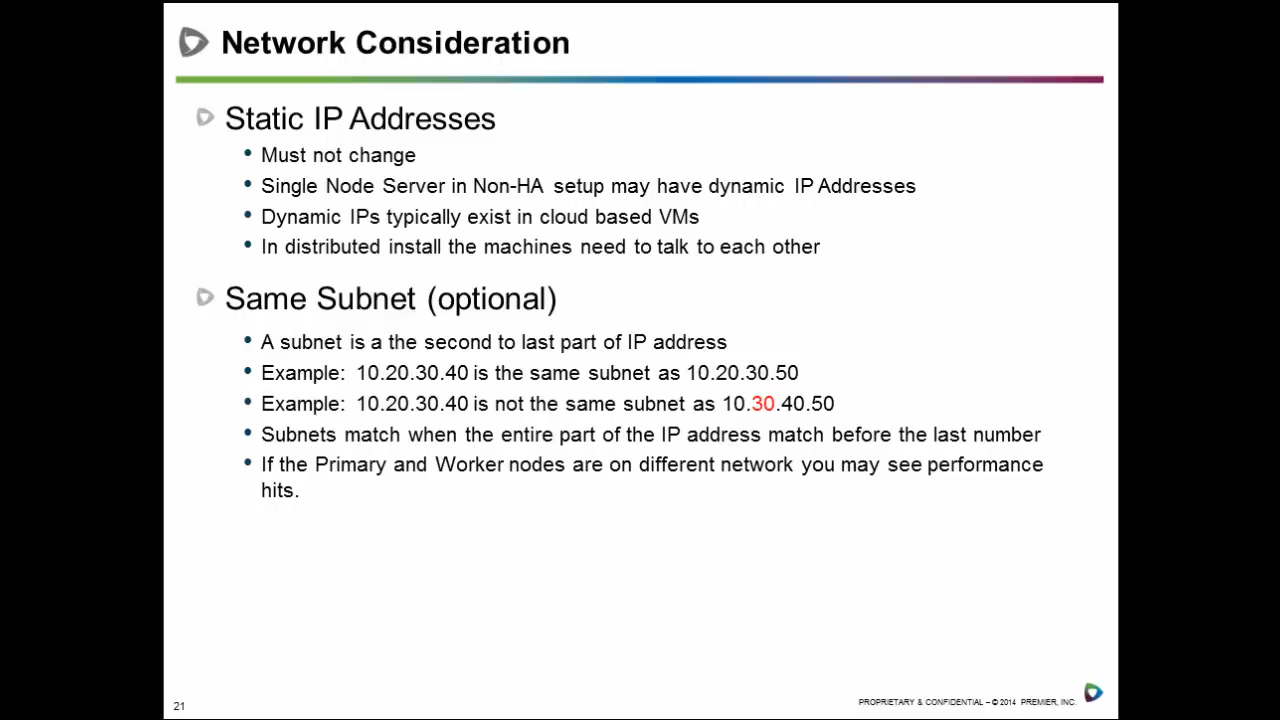 Network Consideration
Static IP Addresses
• Must not change
• Single Node Server in Non-HA setup may have dynamic IP Addresses
• Dynamic IPs typically exist in cloud based VMs
• In distributed install the machines need to talk to each other
Same Subnet (optional)
• A subnet is a the second to last part of IP address
• Example: 10.20.30.40 is the same subnet as 10.20.30.50
• Example: 10.20.30.40 is not the same subnet as 10.30.40.50
• Subnets match when the entire part of the IP address match before the last number
• If the Primary and Worker nodes are on different network you may see performance
hits.
21
PROPRIETARY & CONFIDENTIAL – © 2014 PREMIER, INC.